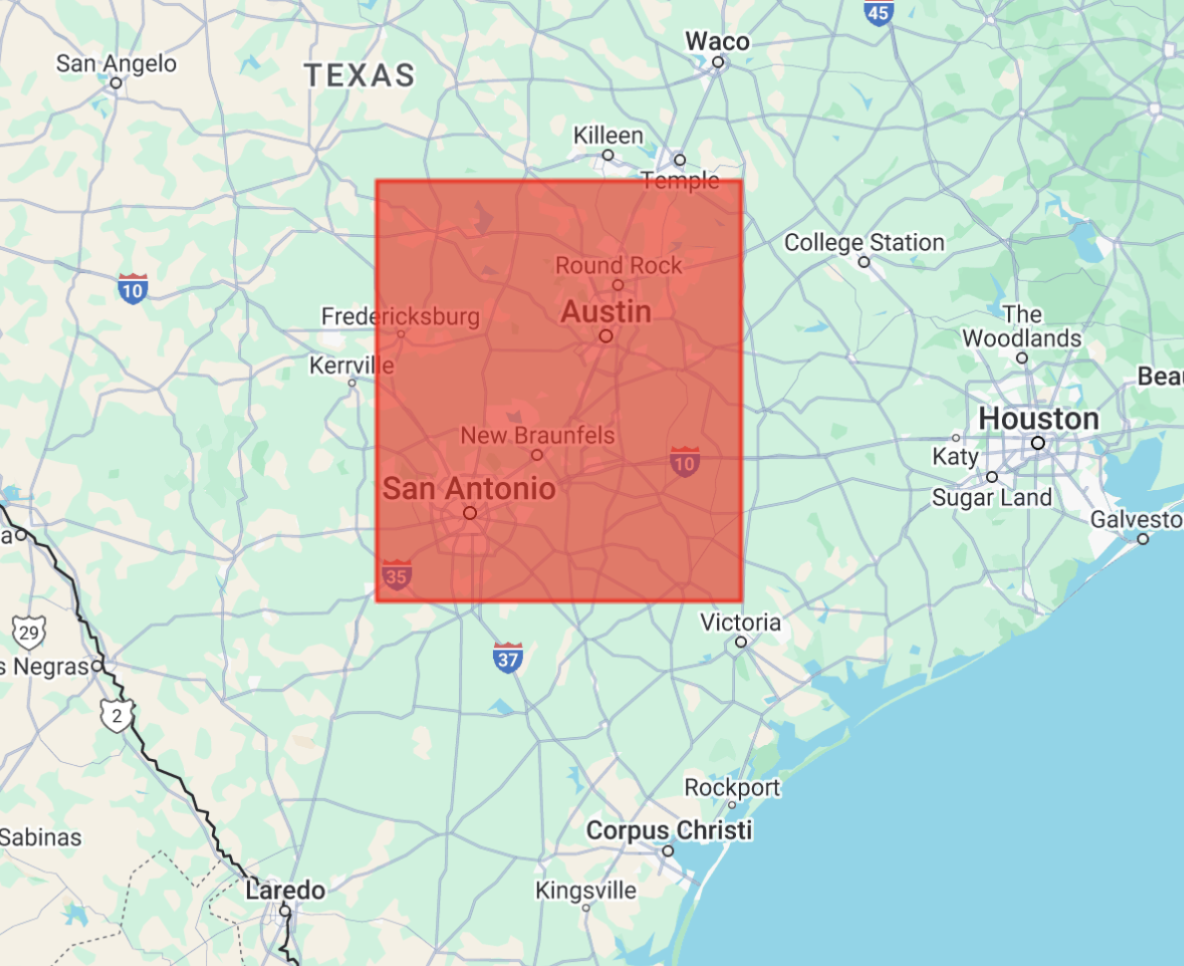 45
Waco
San Angelo
TEXAS
Killeen
Temple
College Station
Round Rock
10
Austin
Fredericksburg
The
Woodlands
Kerrville
Beau
Houston
New Braunfels
Katy
10
San Antonio
Sugar Land
Galvesto
a
35
Victoria
29
37
s Negras
2
Rockport
Corpus Christi
Sabinas
Laredo
Kingsville